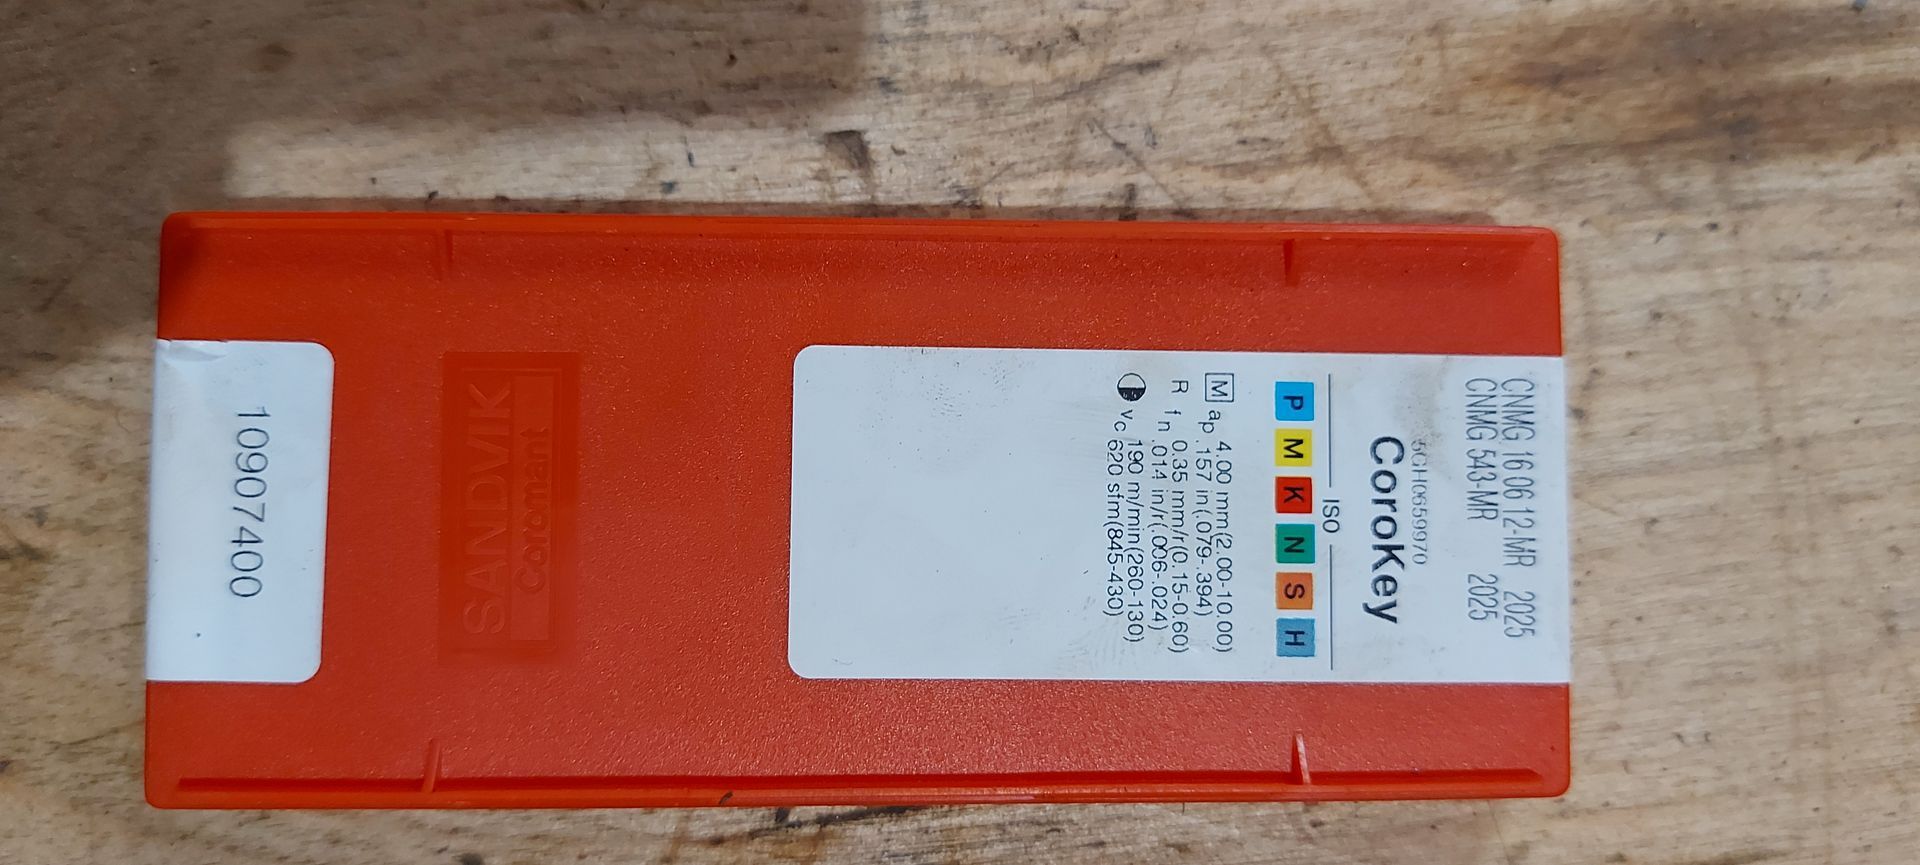 CNMG 16 06 12-MR 2025
CNMG 543-MR 2025
5GH0659970
CoroKey
ISO
P M K N S H
M ap 4.00 mm(2.00-10.00)
.157 in(.079-.394)
R fn 0.35 mm/r(0.15-0.60)
.014 in/r(.006-.024)
vc 190 m/min(260-130)
620 sfm(845-430)
SANDVIK
Coromant
10907400